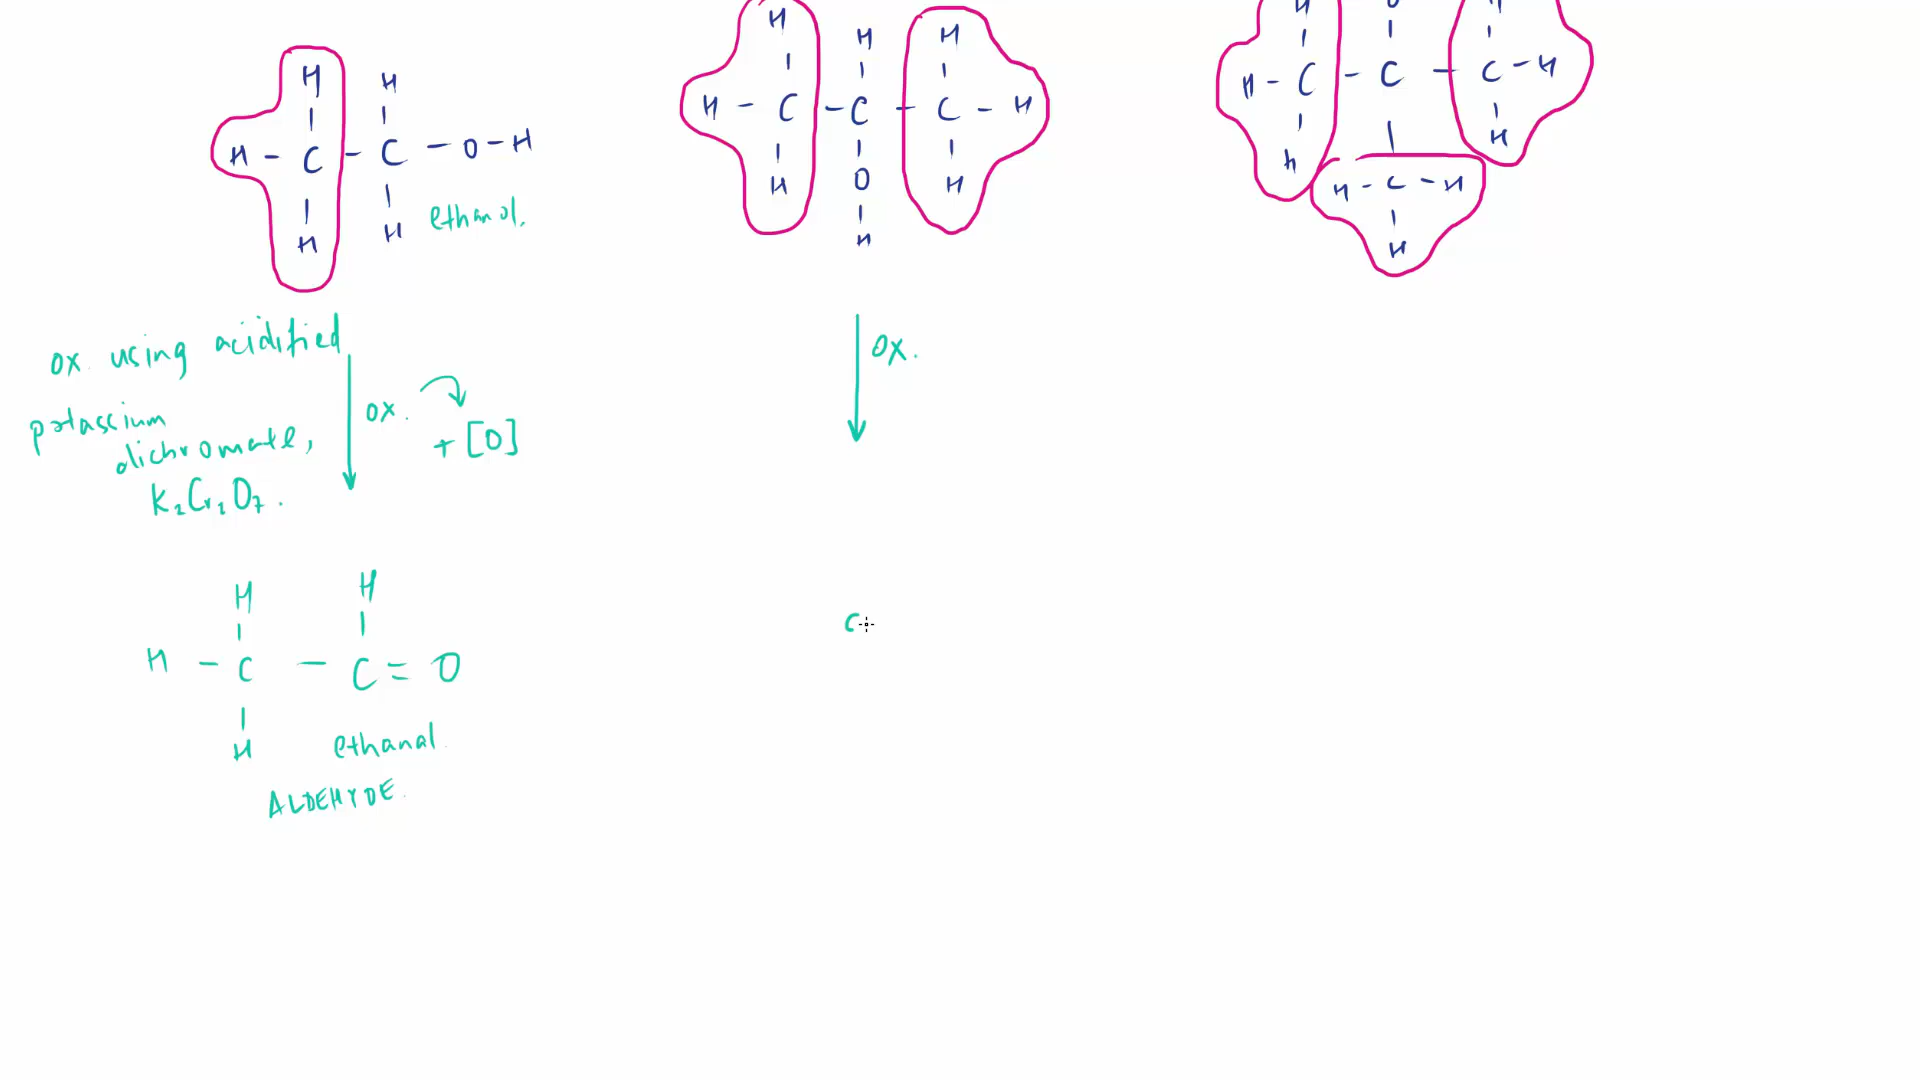 H
H - C - C - O - H
H
H
H
ethanol.
H
H
H
H - C - C - C - H
H
O
H
H
H
H - C - C - C - H
h
H
H - C - H
H
ox. using acidified
potassium
dichromate,
K₂Cr₂O₇.
ox.
+ [O]
ox.
H
H
H - C - C = O
H
ethanal
ALDEHYDE.
C